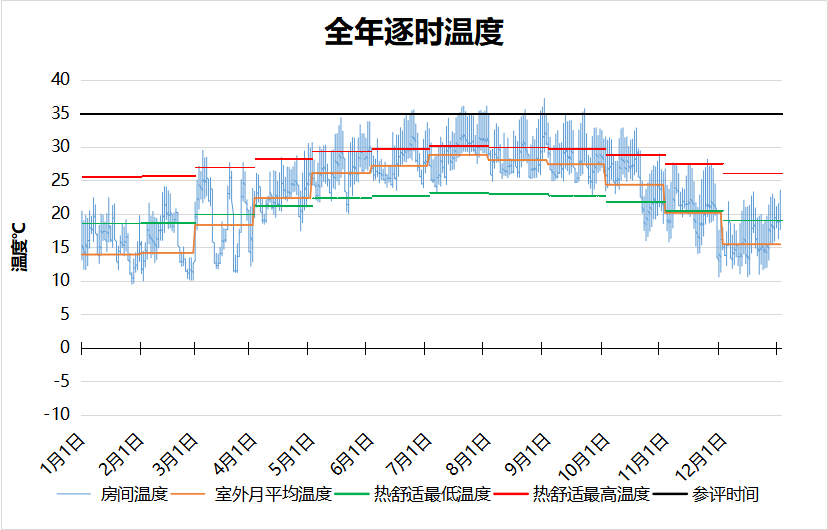 全年逐时温度
温度℃
40
35
30
25
20
15
10
5
0
-5
-10
1月1日
2月1日
3月1日
4月1日
5月1日
6月1日
7月1日
8月1日
9月1日
10月1日
11月1日
12月1日
房间温度 室外月平均温度 热舒适最低温度 热舒适最高温度 参评时间